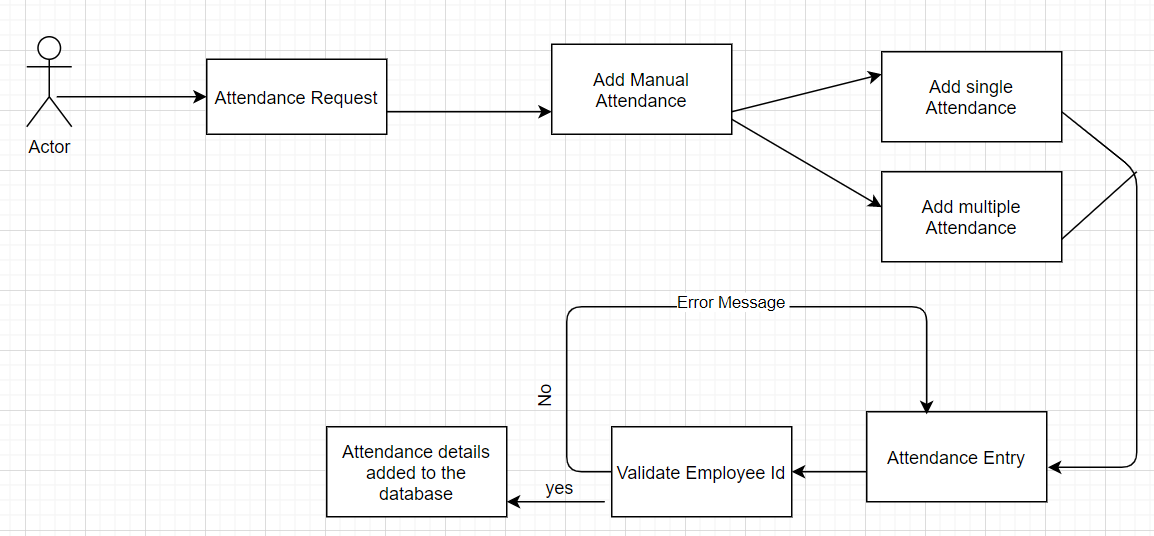 Actor
Attendance Request
Add Manual
Attendance
Add single
Attendance
Add multiple
Attendance
Error Message
No
Attendance Entry
Validate Employee Id
yes
Attendance details
added to the
database